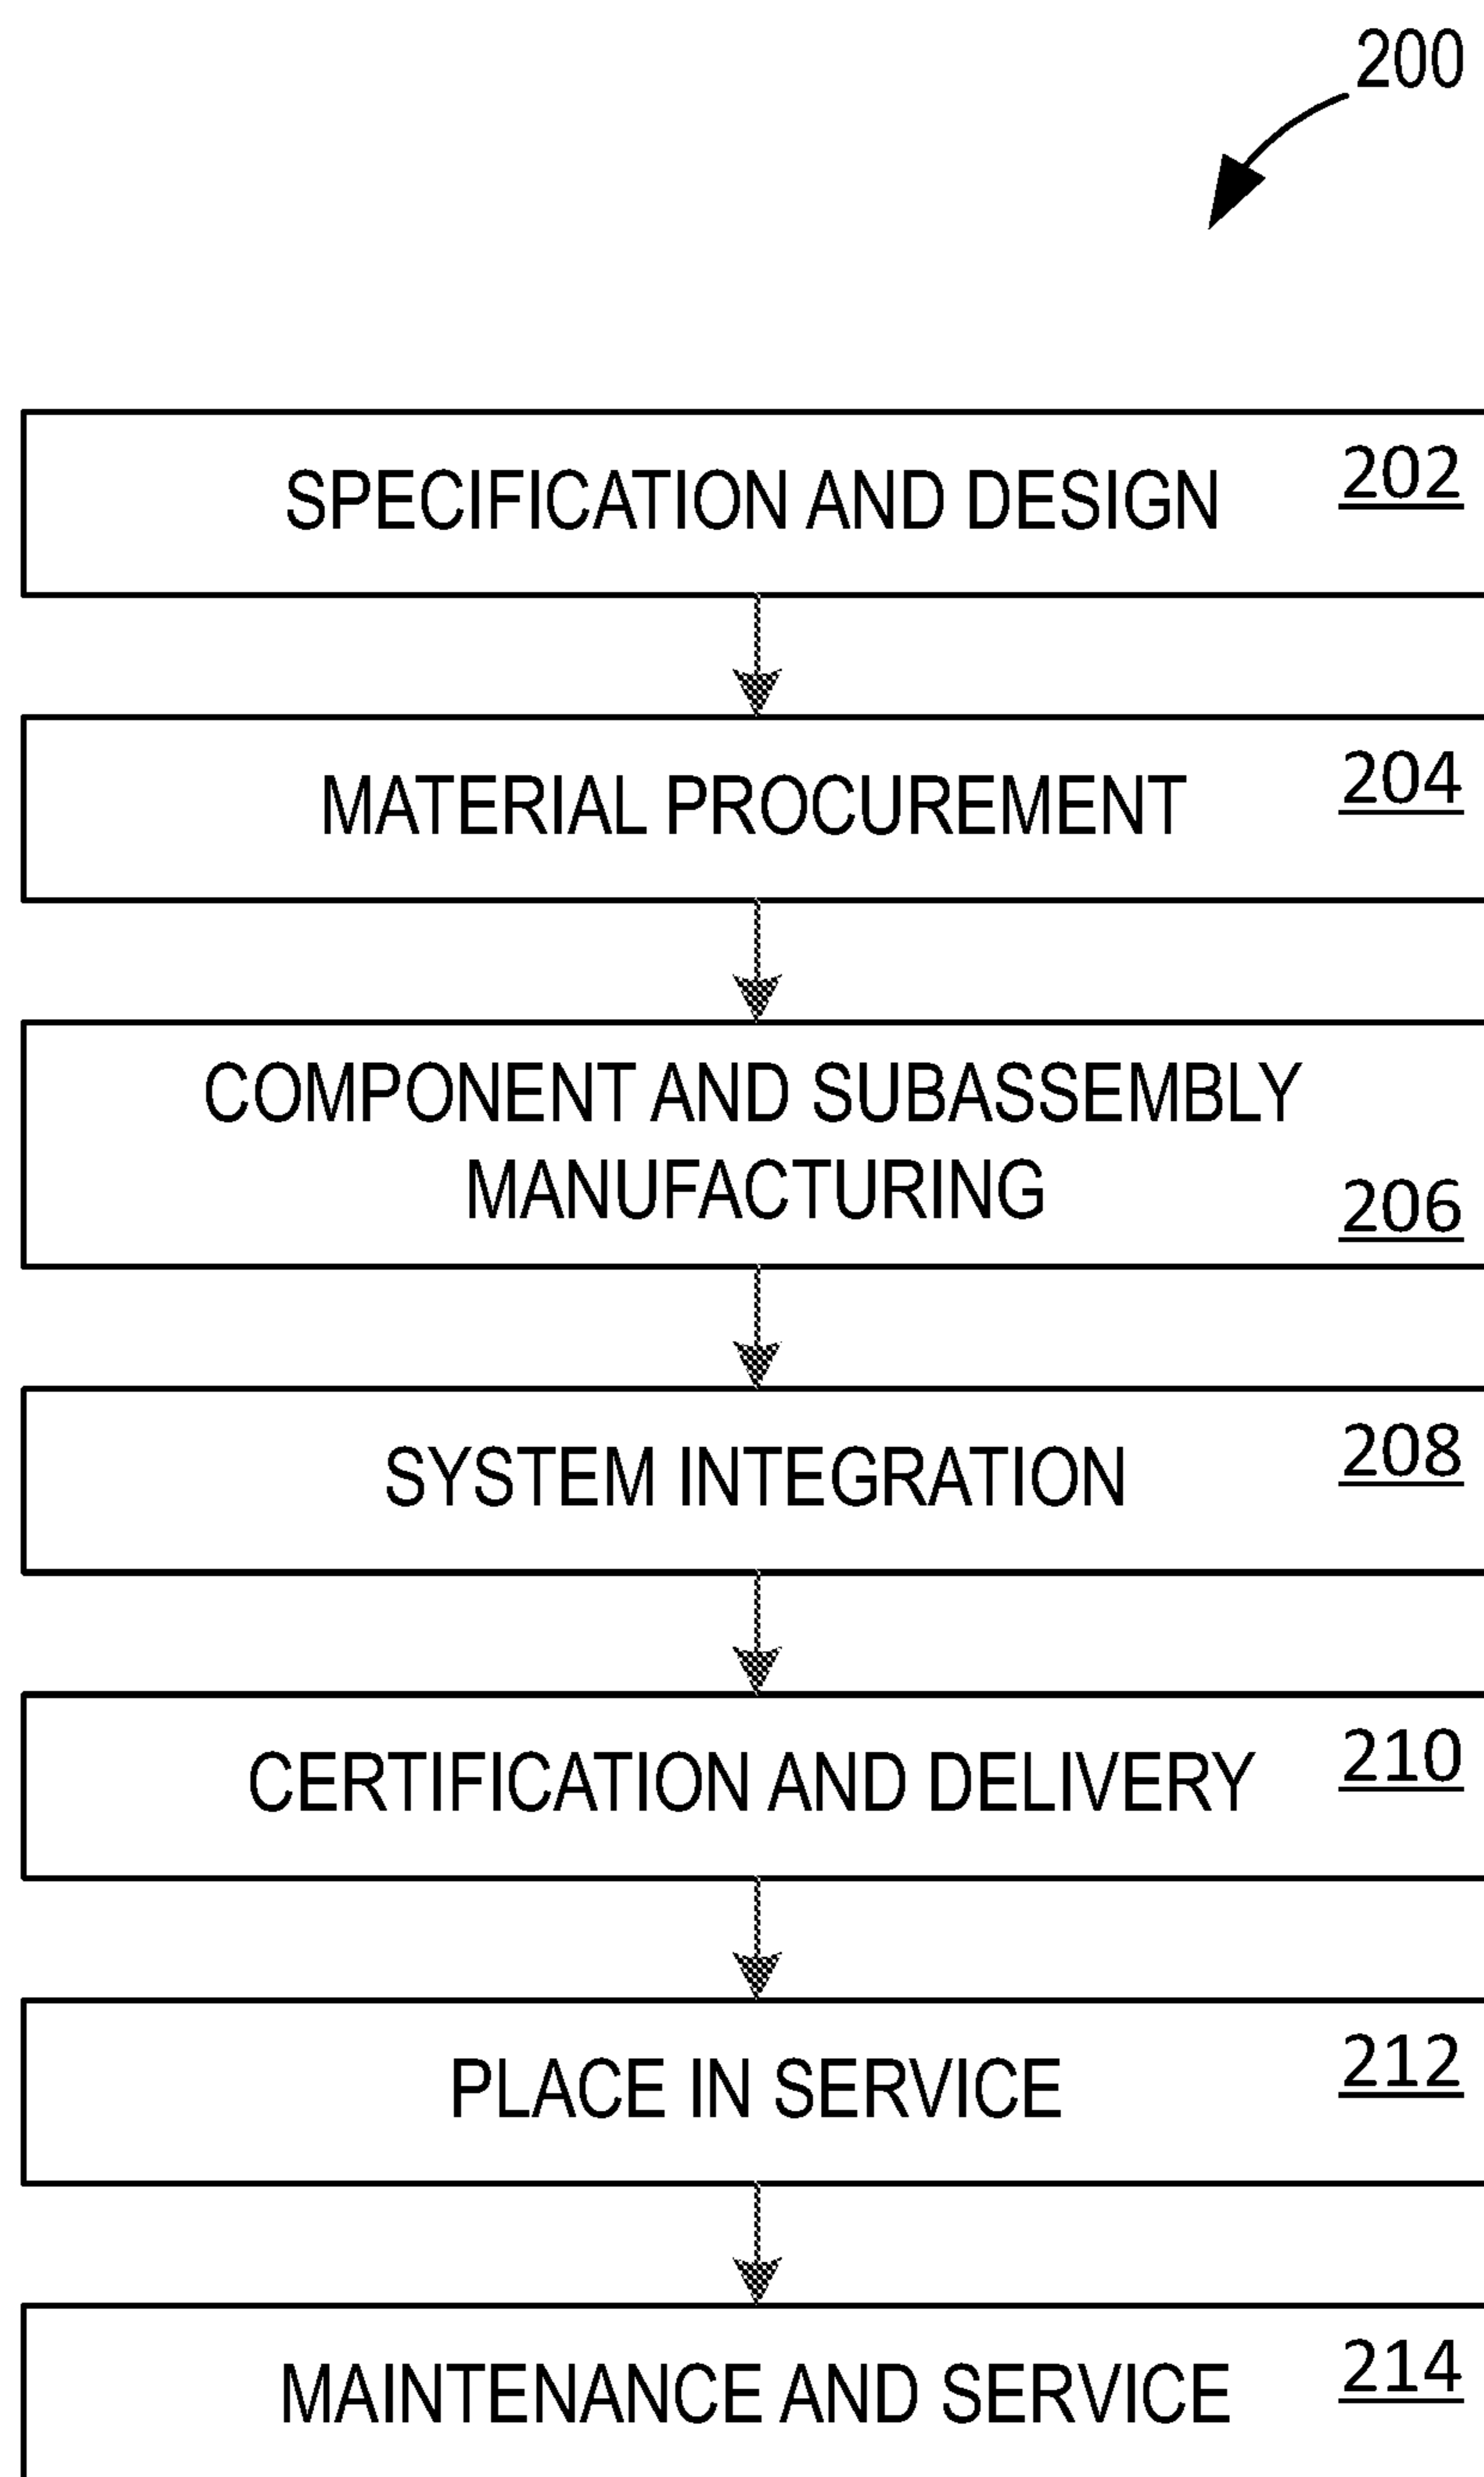 200
SPECIFICATION AND DESIGN 202
MATERIAL PROCUREMENT 204
COMPONENT AND SUBASSEMBLY
MANUFACTURING 206
SYSTEM INTEGRATION 208
CERTIFICATION AND DELIVERY 210
PLACE IN SERVICE 212
MAINTENANCE AND SERVICE 214